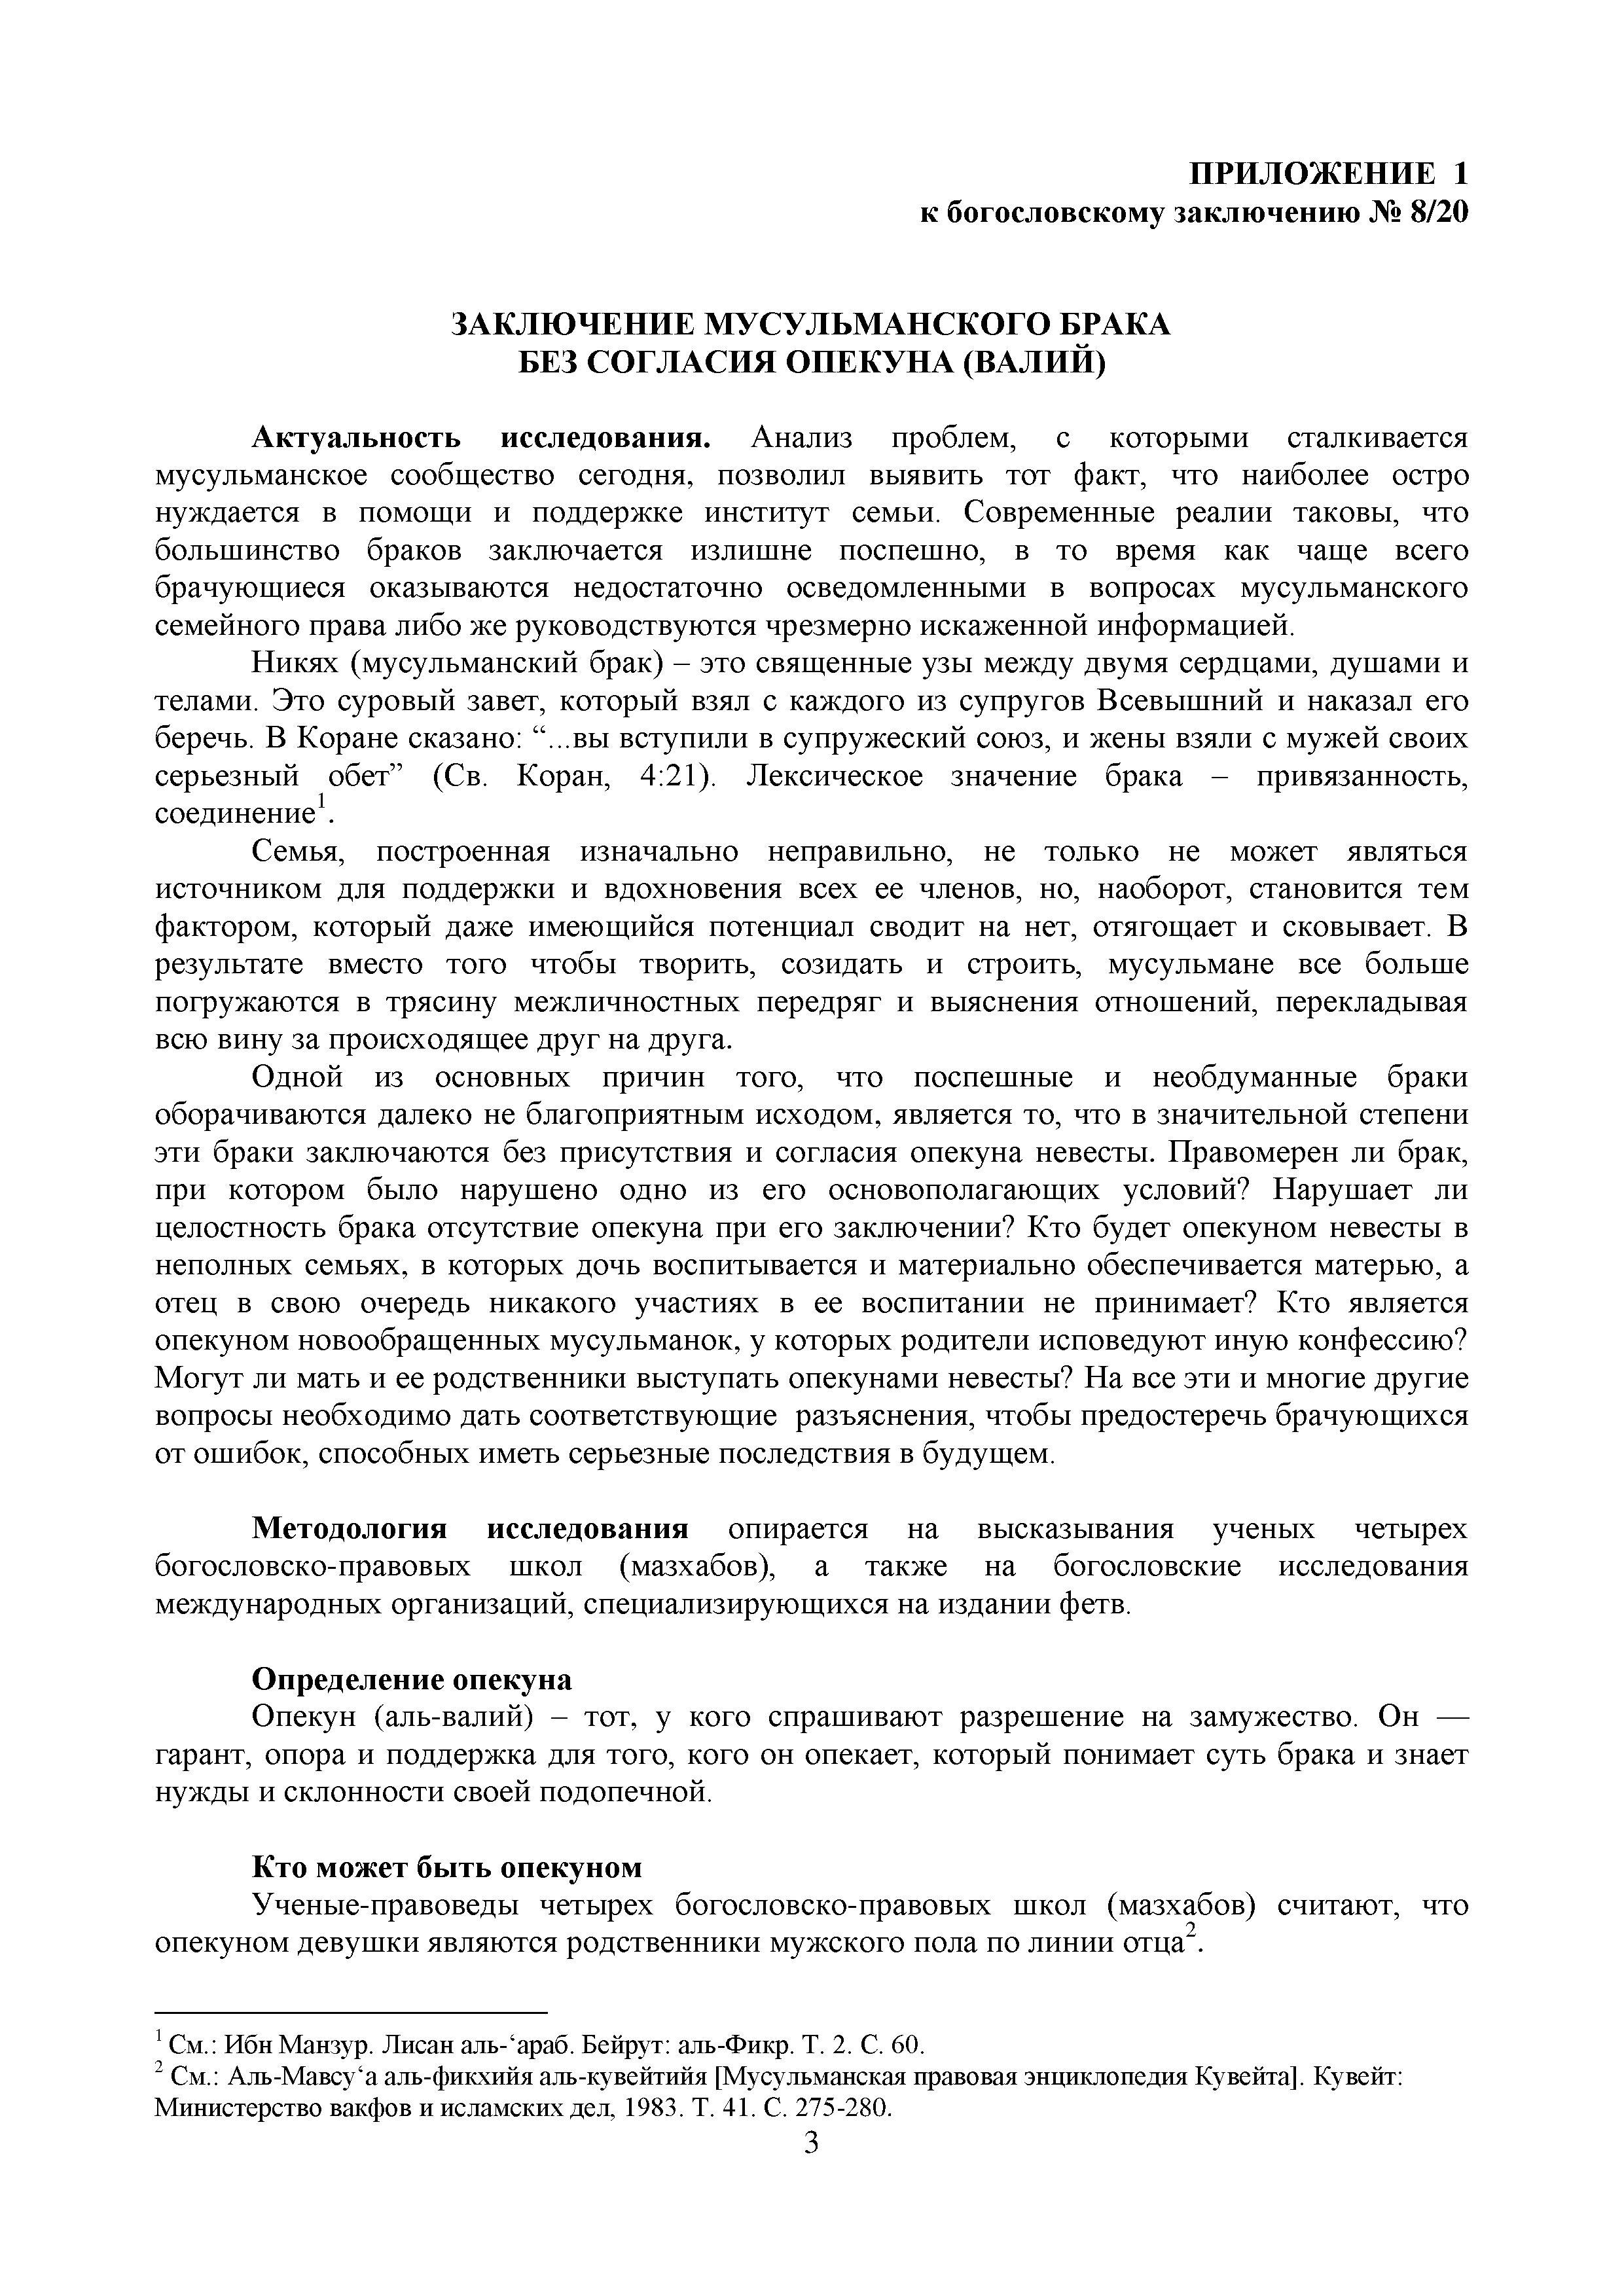 ПРИЛОЖЕНИЕ 1
к богословскому заключению № 8/20
ЗАКЛЮЧЕНИЕ МУСУЛЬМАНСКОГО БРАКА
БЕЗ СОГЛАСИЯ ОПЕКУНА (ВАЛИЙ)
Актуальность исследования. Анализ проблем, с которыми сталкивается
мусульманское сообщество сегодня, позволил выявить тот факт, что наиболее остро
нуждается в помощи и поддержке институт семьи. Современные реалии таковы, что
большинство браков заключается излишне поспешно, в то время как чаще всего
брачующиеся оказываются недостаточно осведомленными в вопросах мусульманского
семейного права либо же руководствуются чрезмерно искаженной информацией.
Никях (мусульманский брак) – это священные узы между двумя сердцами, душами и
телами. Это суровый завет, который взял с каждого из супругов Всевышний и наказал его
беречь. В Коране сказано: “...вы вступили в супружеский союз, и жены взяли с мужей своих
серьезный обет” (Св. Коран, 4:21). Лексическое значение брака – привязанность,
соединение1.
Семья, построенная изначально неправильно, не только не может являться
источником для поддержки и вдохновения всех ее членов, но, наоборот, становится тем
фактором, который даже имеющийся потенциал сводит на нет, отягощает и сковывает. В
результате вместо того чтобы творить, созидать и строить, мусульмане все больше
погружаются в трясину межличностных передряг и выяснения отношений, перекладывая
всю вину за происходящее друг на друга.
Одной из основных причин того, что поспешные и необдуманные браки
оборачиваются далеко не благоприятным исходом, является то, что в значительной степени
эти браки заключаются без присутствия и согласия опекуна невесты. Правомерен ли брак,
при котором было нарушено одно из его основополагающих условий? Нарушает ли
целостность брака отсутствие опекуна при его заключении? Кто будет опекуном невесты в
неполных семьях, в которых дочь воспитывается и материально обеспечивается матерью, а
отец в свою очередь никакого участиях в ее воспитании не принимает? Кто является
опекуном новообращенных мусульманок, у которых родители исповедуют иную конфессию?
Могут ли мать и ее родственники выступать опекунами невесты? На все эти и многие другие
вопросы необходимо дать соответствующие разъяснения, чтобы предостеречь брачующихся
от ошибок, способных иметь серьезные последствия в будущем.
Методология исследования опирается на высказывания ученых четырех
богословско-правовых школ (мазхабов), а также на богословские исследования
международных организаций, специализирующихся на издании фетв.
Определение опекуна
Опекун (аль-валий) – тот, у кого спрашивают разрешение на замужество. Он —
гарант, опора и поддержка для того, кого он опекает, который понимает суть брака и знает
нужды и склонности своей подопечной.
Кто может быть опекуном
Ученые-правоведы четырех богословско-правовых школ (мазхабов) считают, что
опекуном девушки являются родственники мужского пола по линии отца2.
1 См.: Ибн Манзур. Лисан аль-‘араб. Бейрут: аль-Фикр. Т. 2. С. 60.
2 См.: Аль-Мавсу‘а аль-фикхийя аль-кувейтийя [Мусульманская правовая энциклопедия Кувейта]. Кувейт:
Министерство вакфов и исламских дел, 1983. Т. 41. С. 275-280.
3